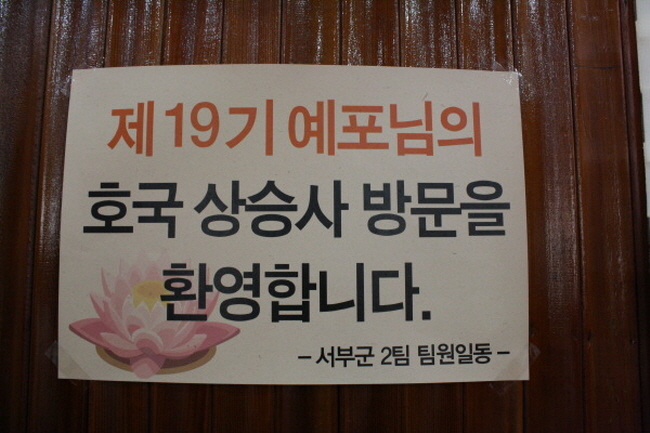 제19기 예포님의
호국 상승사 방문을
환영합니다.
- 서부군 2팀 팀원일동 -